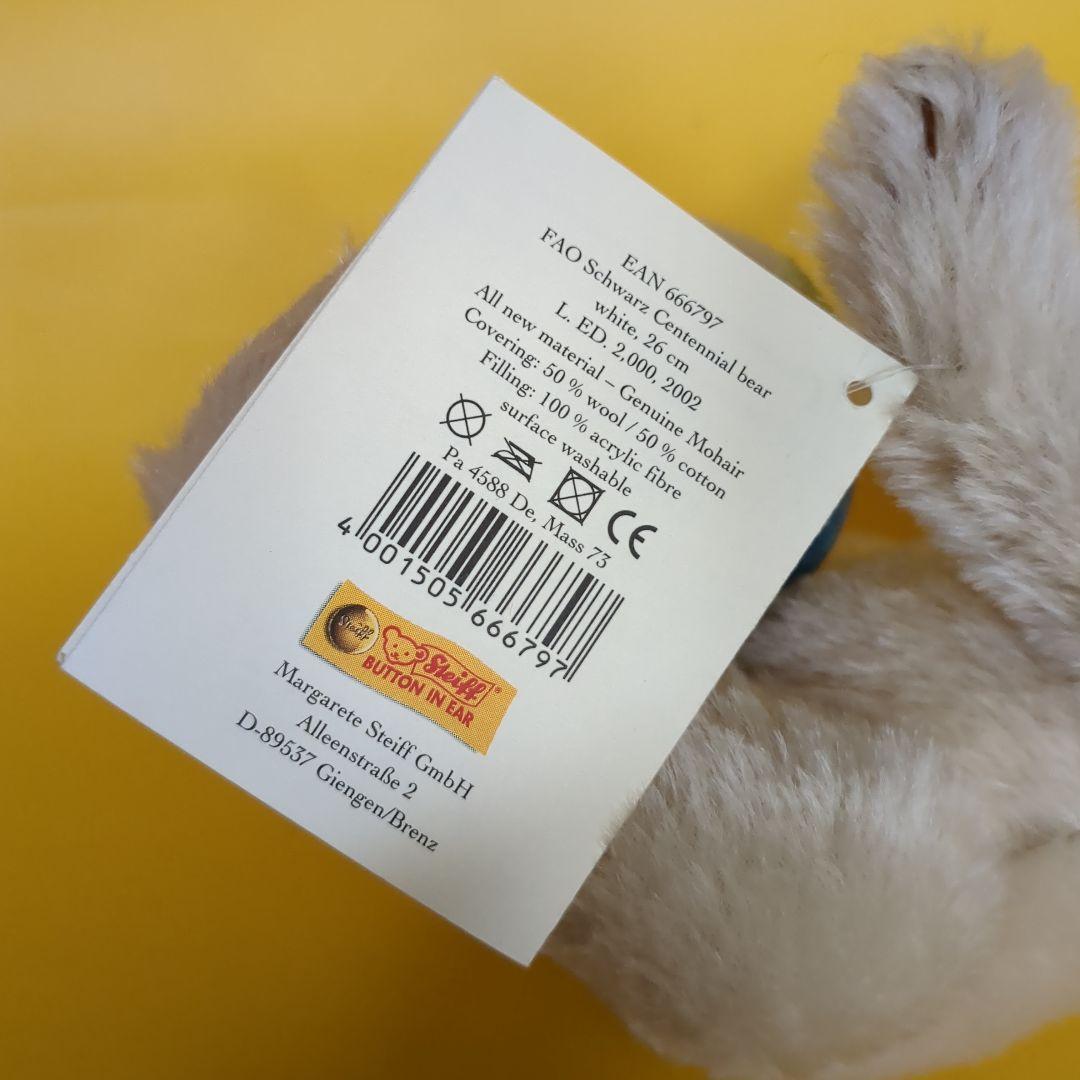 EAN 666797
FAO Schwarz Centennial bear
white, 26 cm
L. ED. 2,000, 2002
All new material – Genuine Mohair
Covering: 50 % wool / 50 % cotton
Filling: 100 % acrylic fibre
surface washable
CE
Pa 4588 De, Mass 73
4 001505 666797
Steiff
Steiff®
BUTTON IN EAR
Margarete Steiff GmbH
Alleenstraße 2
D-89537 Giengen/Brenz